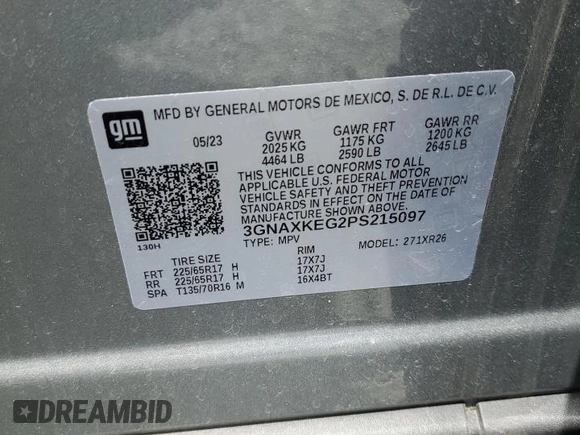 gm
MFD BY GENERAL MOTORS DE MEXICO, S. DE R.L. DE C.V.
05/23 GVWR GAWR FRT GAWR RR
2025 KG 1175 KG 1200 KG
4464 LB 2590 LB 2645 LB
THIS VEHICLE CONFORMS TO ALL
APPLICABLE U.S. FEDERAL MOTOR
VEHICLE SAFETY AND THEFT PREVENTION
STANDARDS IN EFFECT ON THE DATE OF
MANUFACTURE SHOWN ABOVE.
3GNAXKEG2PS215097
130H
TYPE: MPV MODEL: 271XR26
TIRE SIZE RIM
FRT 225/65R17 H 17X7J
RR 225/65R17 H 17X7J
SPA T135/70R16 M 16X4BT
DREAMBID